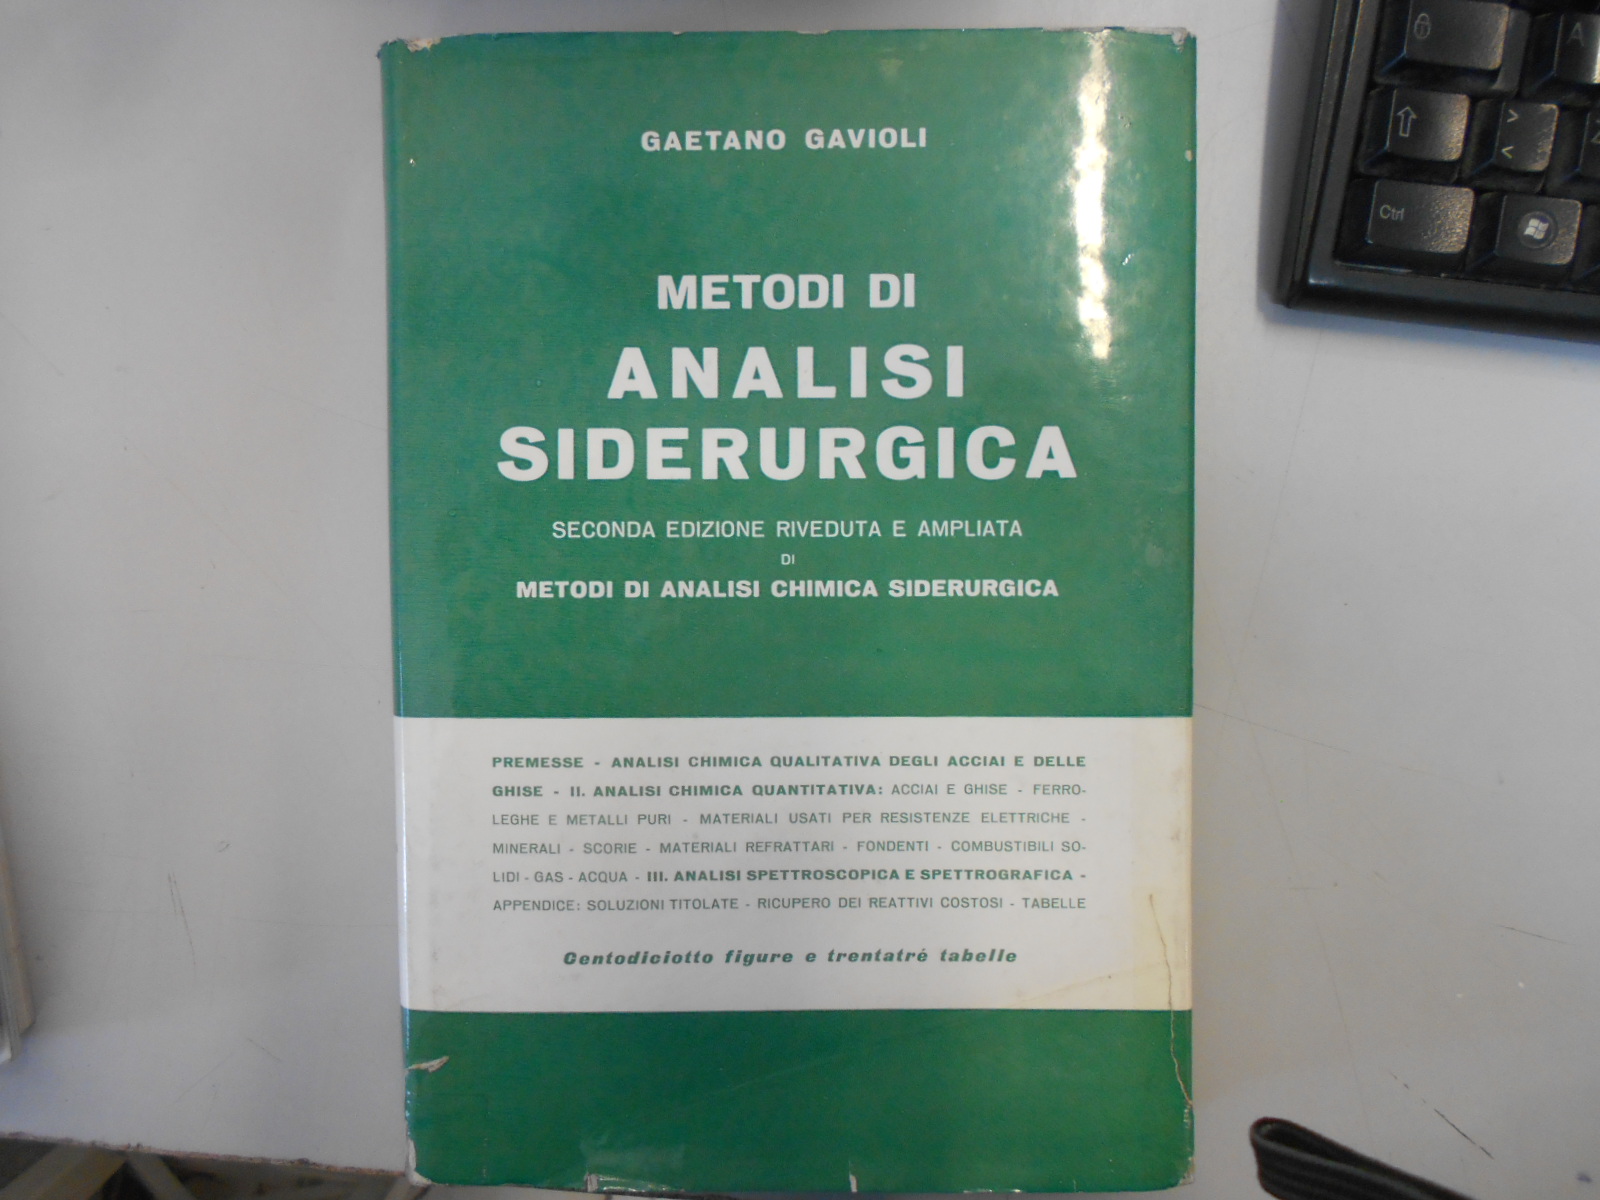 GAETANO GAVIOLI
METODI DI
ANALISI
SIDERURGICA
SECONDA EDIZIONE RIVEDUTA E AMPLIATA
DI
METODI DI ANALISI CHIMICA SIDERURGICA
PREMESSE - ANALISI CHIMICA QUALITATIVA DEGLI ACCIAI E DELLE
GHISE - II. ANALISI CHIMICA QUANTITATIVA: ACCIAI E GHISE - FERRO-
LEGHE E METALLI PURI - MATERIALI USATI PER RESISTENZE ELETTRICHE -
MINERALI - SCORIE - MATERIALI REFRATTARI - FONDENTI - COMBUSTIBILI SO-
LIDI - GAS - ACQUA - III. ANALISI SPETTROSCOPICA E SPETTROGRAFICA -
APPENDICE: SOLUZIONI TITOLATE - RICUPERO DEI REATTIVI COSTOSI - TABELLE
Centodiciotto figure e trentatré tabelle
A
>
<
Ctrl